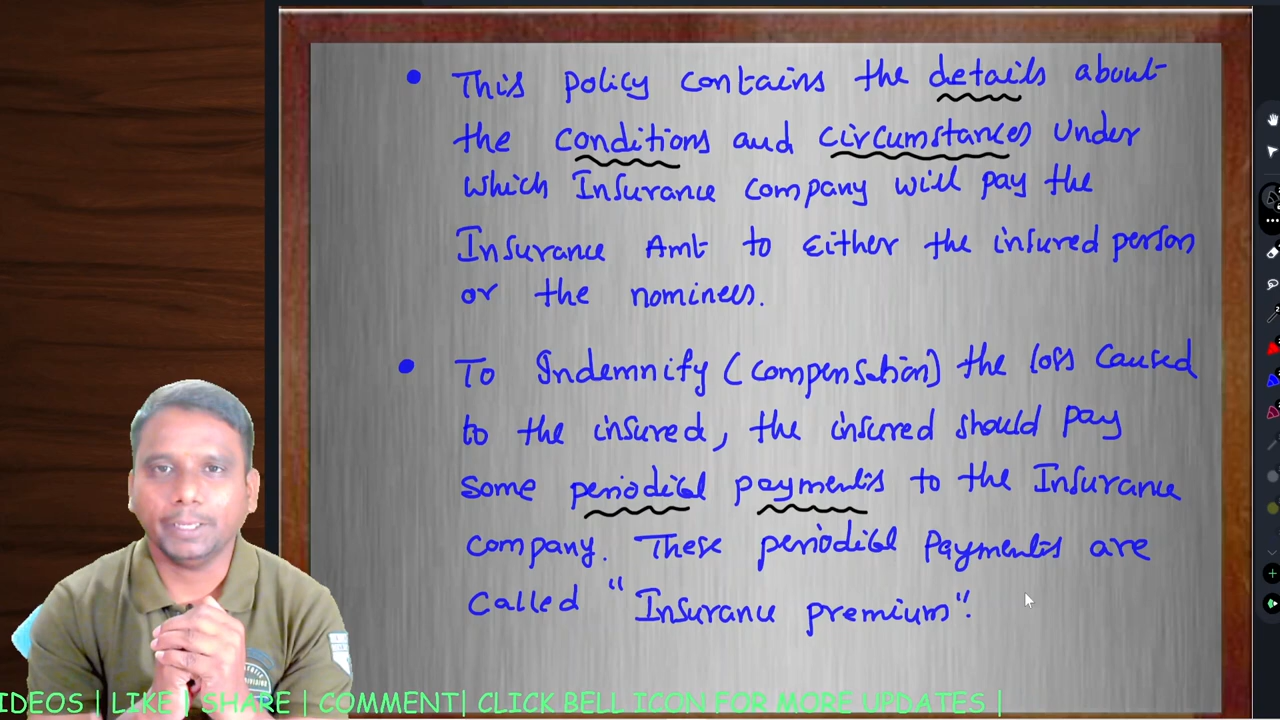 • This policy contains the details about
the conditions and circumstances under
which Insurance company will pay the
Insurance Amt to Either the insured person
or the nominees.
• To Indemnify (compensation) the loss caused
to the insured, the insured should pay
some periodical payments to the Insurance
company. These periodical Payments are
called "Insurance premium".
IDEOS | LIKE | SHARE | COMMENT| CLICK BELL ICON FOR MORE UPDATES |